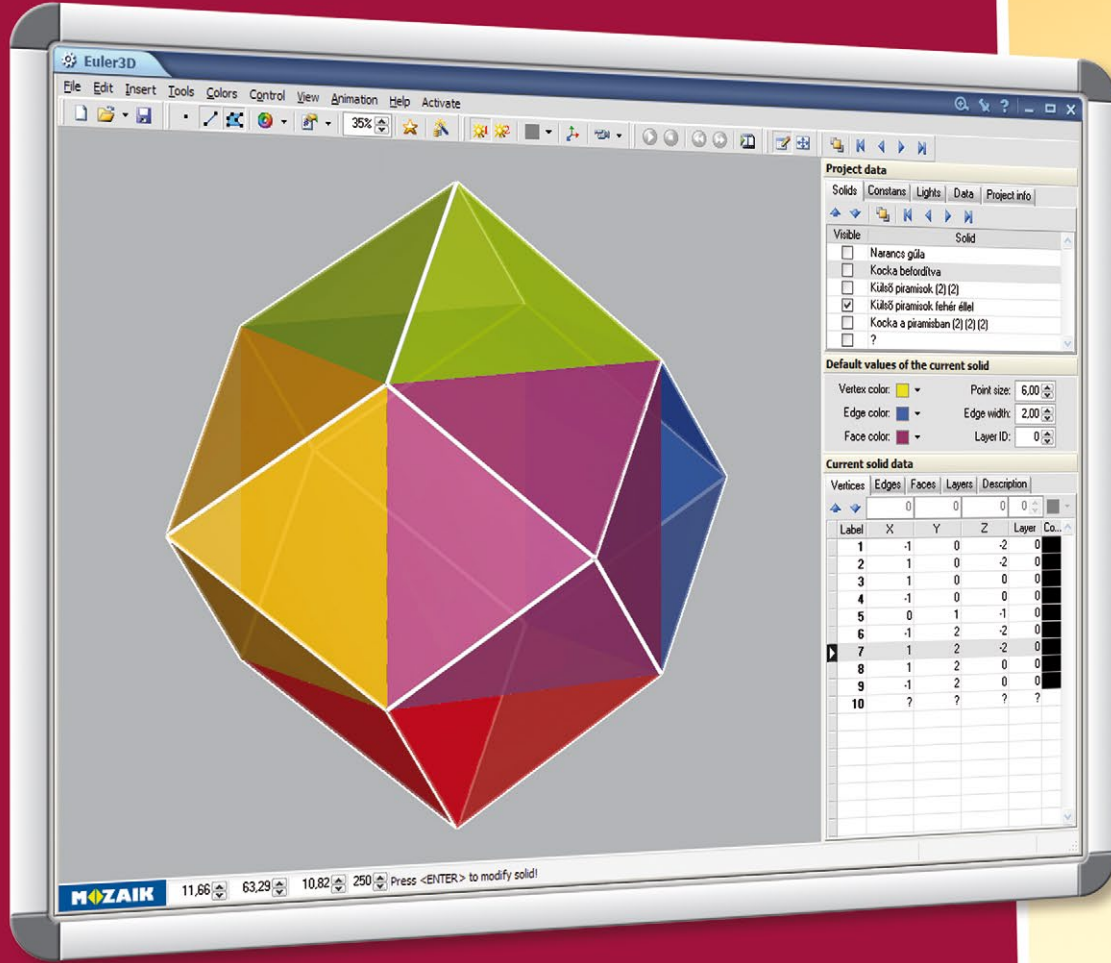 Euler3D
File Edit Insert Tools Colors Control View Animation Help Activate
35%
Project data
Solids Constans Lights Data Project info
Visible Solid
Narancs gúla
Kocka befordítva
Külső piramisok (2) (2)
Külső piramisok fehér éllel
Kocka a piramisban (2) (2) (2)
?
Default values of the current solid
Vertex color: Point size: 6,00
Edge color: Edge width: 2,00
Face color: Layer ID: 0
Current solid data
Vertices Edges Faces Layers Description
0 0 0 0
Label X Y Z Layer Co...
1 -1 0 -2 0
2 1 0 -2 0
3 1 0 0 0
4 -1 0 0 0
5 0 1 -1 0
6 -1 2 -2 0
7 1 2 -2 0
8 1 2 0 0
9 -1 2 0 0
10 ? ? ? ?
MOZAIK 11,66 63,29 10,82 250 Press <ENTER> to modify solid!